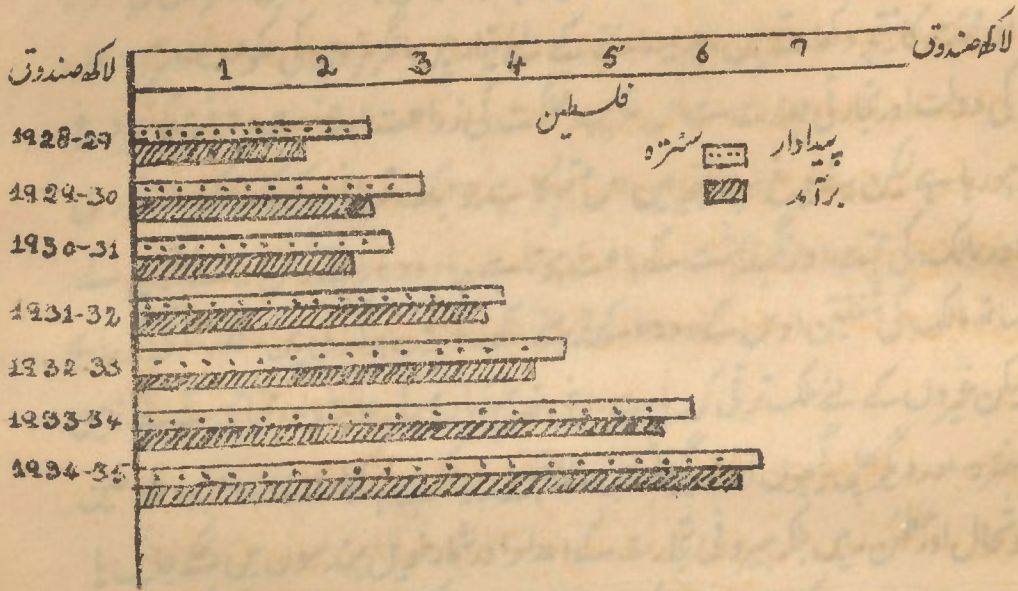 لاکھ صندوق 1 2 3 4 5 6 7 لاکھ صندوق
فلسطین
پیداوار سنترہ
برآمد
1928-29
1929-30
1930-31
1931-32
1932-33
1933-34
1934-35